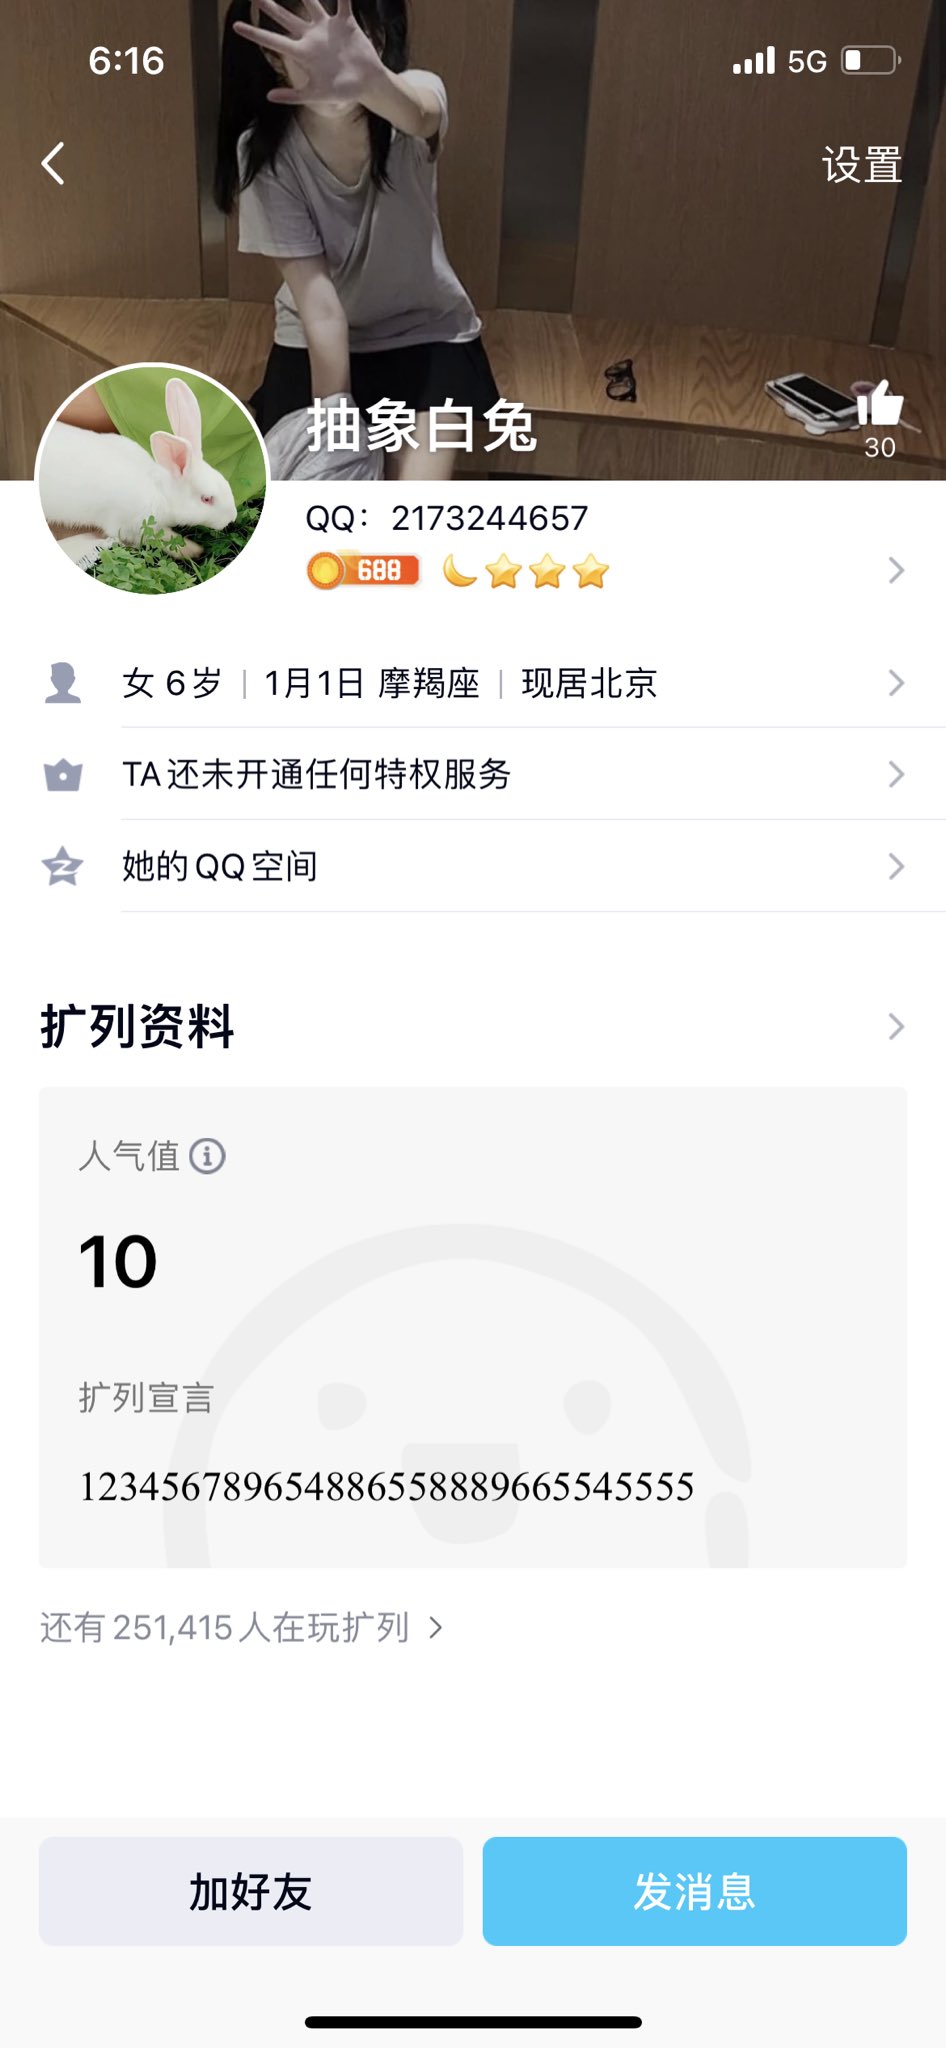 6:16
5G
设置
抽象白兔
30
QQ：2173244657
688
女 6岁 | 1月1日 摩羯座 | 现居北京
TA还未开通任何特权服务
她的QQ空间
扩列资料
人气值
10
扩列宣言
123456789654886558889665545555
还有251,415人在玩扩列
加好友
发消息